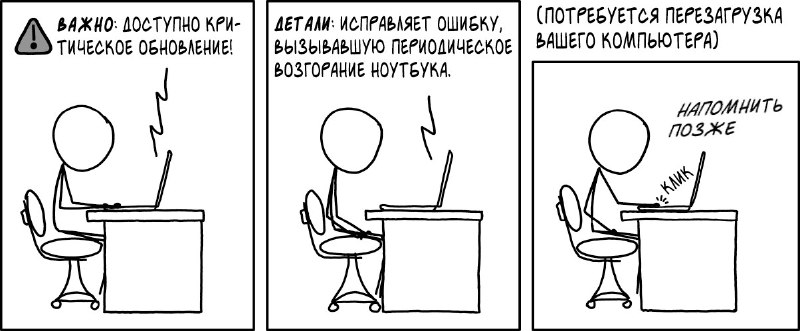 ВАЖНО: ДОСТУПНО КРИ-
ТИЧЕСКОЕ ОБНОВЛЕНИЕ!
ДЕТАЛИ: ИСПРАВЛЯЕТ ОШИБКУ,
ВЫЗЫВАВШУЮ ПЕРИОДИЧЕСКОЕ
ВОЗГОРАНИЕ НОУТБУКА.
(ПОТРЕБУЕТСЯ ПЕРЕЗАГРУЗКА
ВАШЕГО КОМПЬЮТЕРА)
НАПОМНИТЬ
ПОЗЖЕ
КЛИК